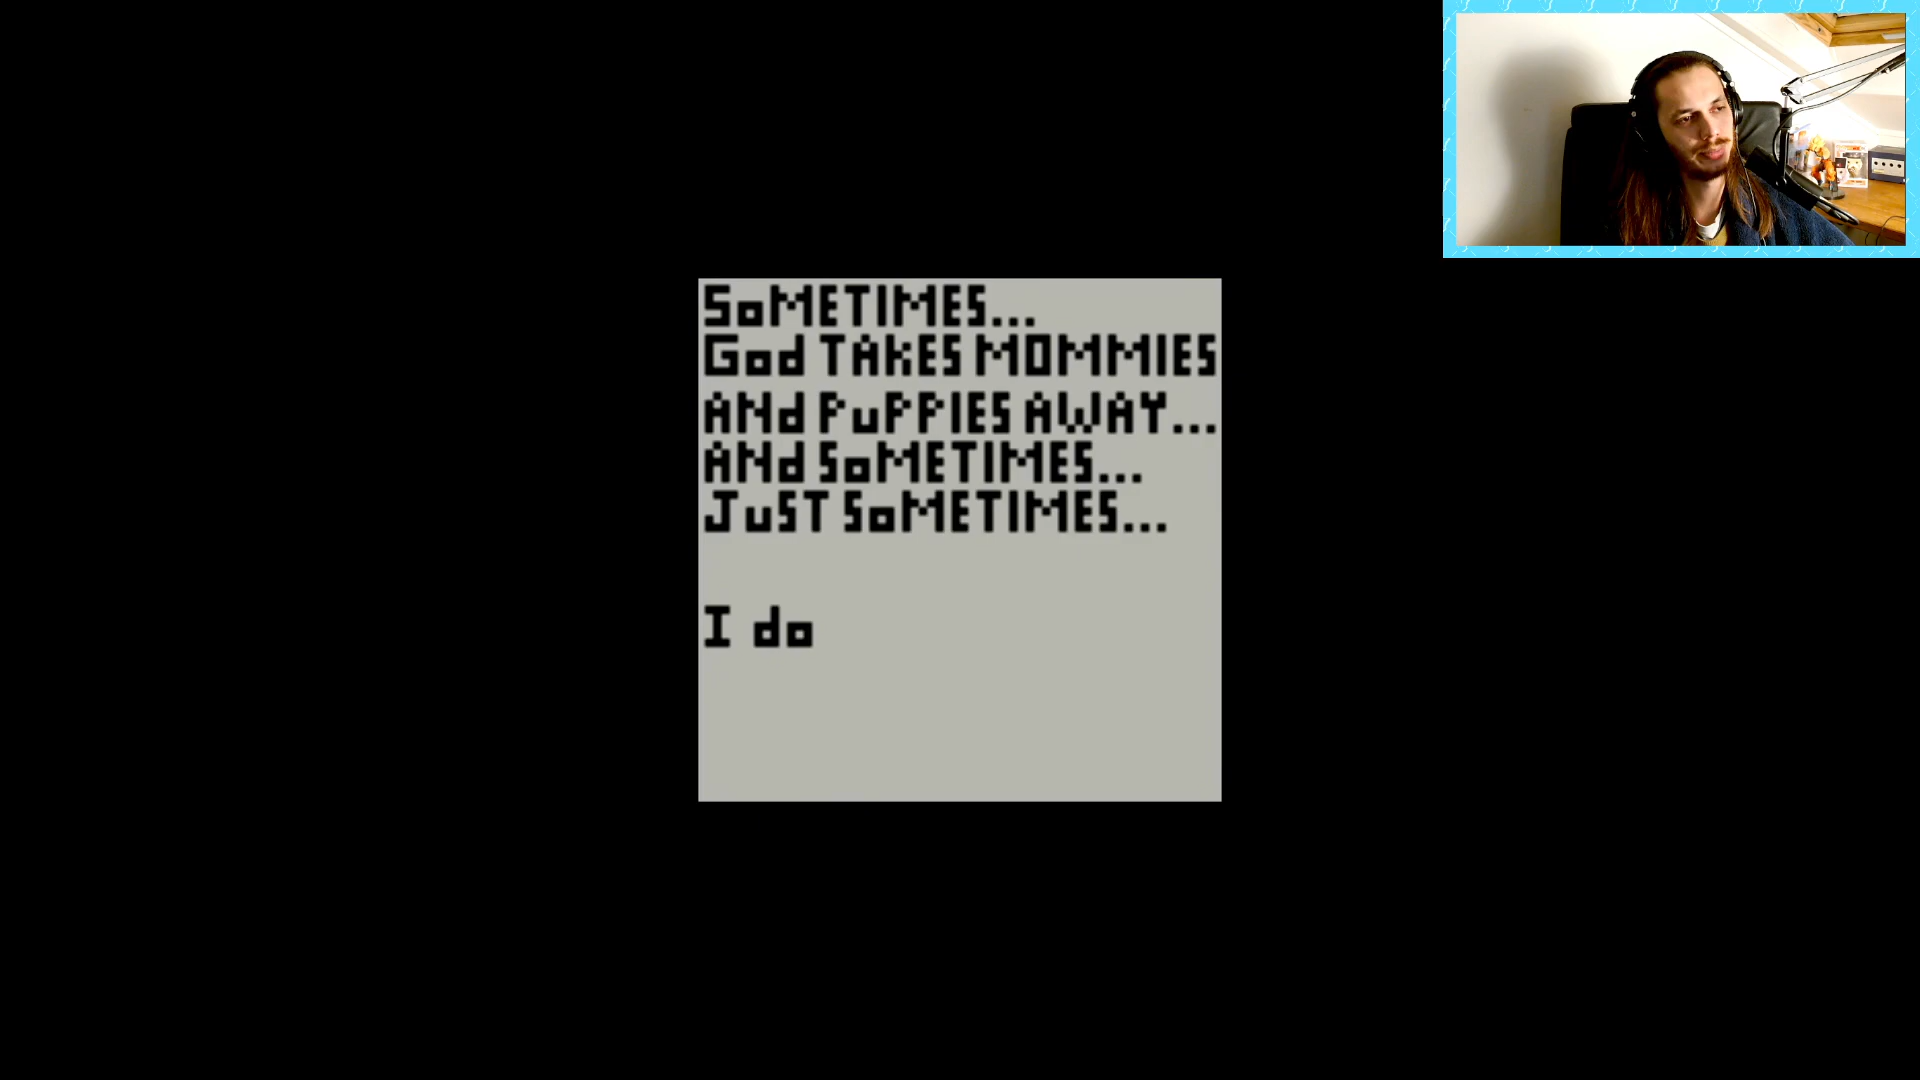 SoMETIMES...
God TAKES MOMMIES
ANd PuPPIES AWAY...
ANd SoMETIMES...
JuST SoMETIMES...
I do